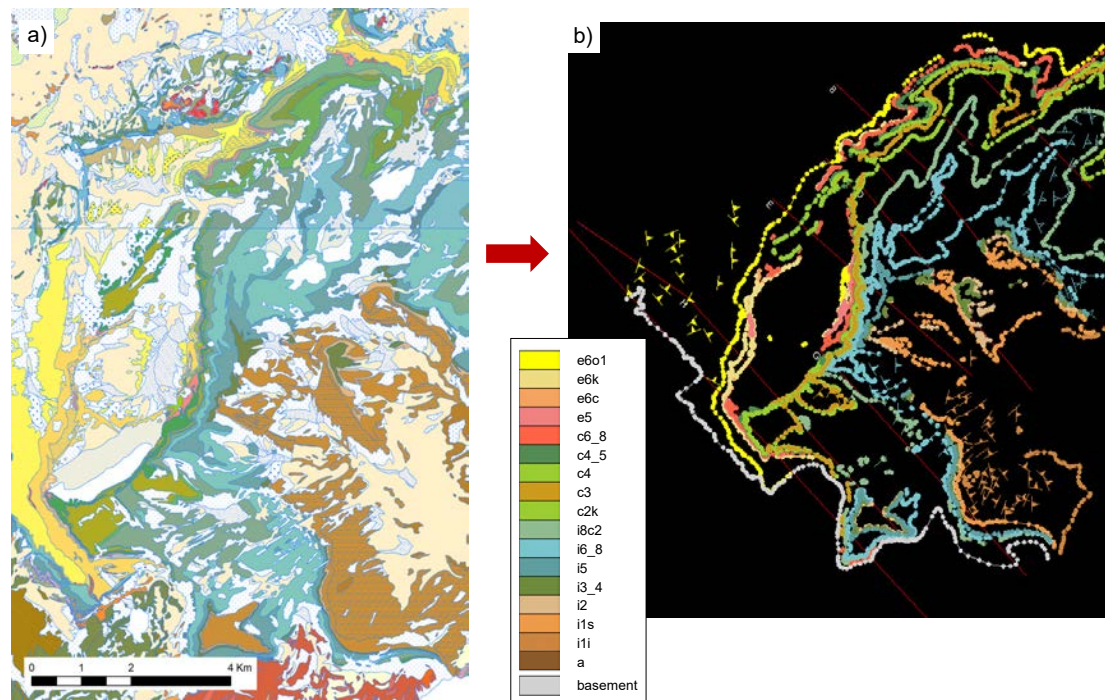 a)
b)
e6o1
e6k
e6c
e5
c6_8
c4_5
c4
c3
c2k
i8c2
i6_8
i5
i3_4
i2
i1s
i1i
a
basement
0 1 2 4 Km